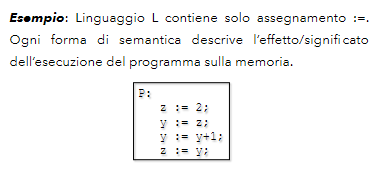 Esempio: Linguaggio L contiene solo assegnamento :=.
Ogni forma di semantica descrive l'effetto/significato
dell'esecuzione del programma sulla memoria.
P:
z := 2;
y := z;
y := y+1;
z := y;